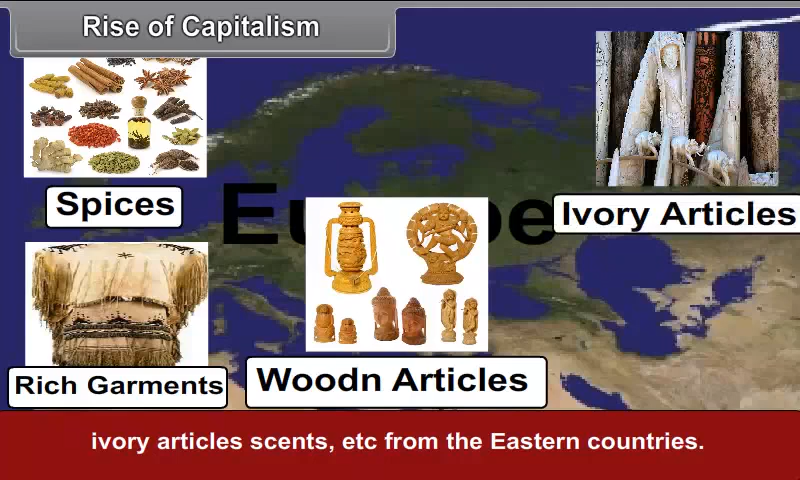 Rise of Capitalism
Spices
Ivory Articles
Rich Garments
Woodn Articles
ivory articles scents, etc from the Eastern countries.